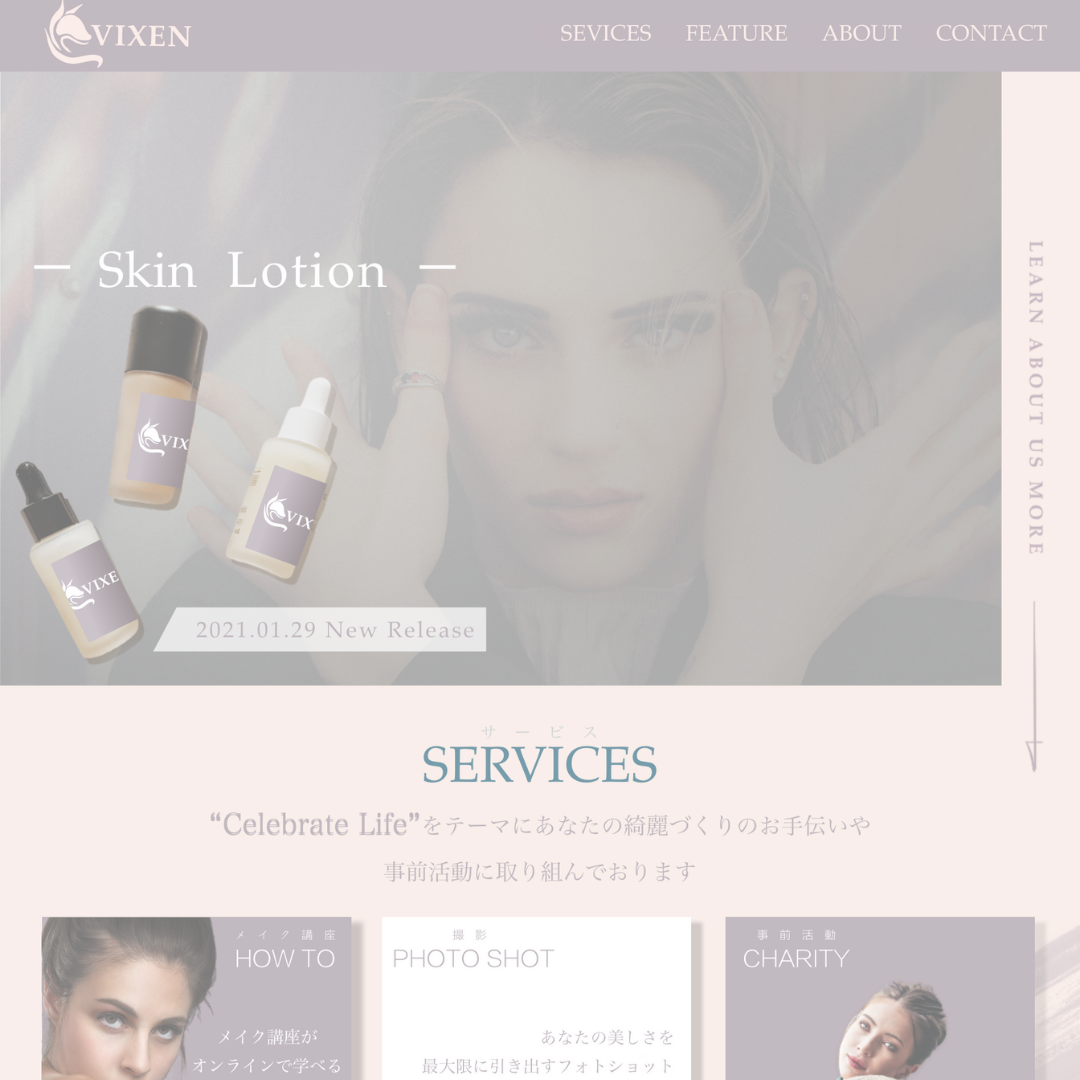 VIXEN
SEVICES FEATURE ABOUT CONTACT
ー Skin Lotion ー
VIX
VIX
VIXE
2021.01.29 New Release
LEARN ABOUT US MORE
サービス
SERVICES
“Celebrate Life”をテーマにあなたの綺麗づくりのお手伝いや
事前活動に取り組んでおります
メイク講座
HOW TO
メイク講座が
オンラインで学べる
撮影
PHOTO SHOT
あなたの美しさを
最大限に引き出すフォトショット
事前活動
CHARITY